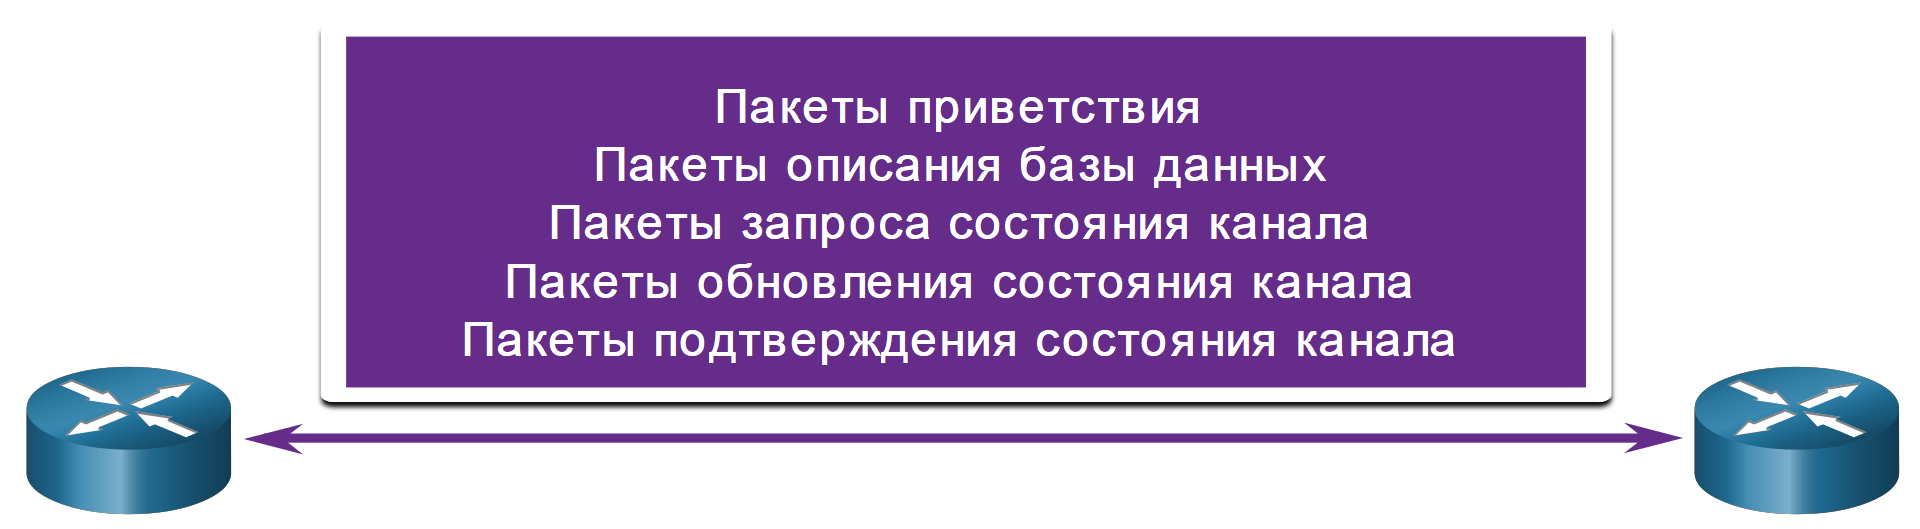 Пакеты приветствия
Пакеты описания базы данных
Пакеты запроса состояния канала
Пакеты обновления состояния канала
Пакеты подтверждения состояния канала